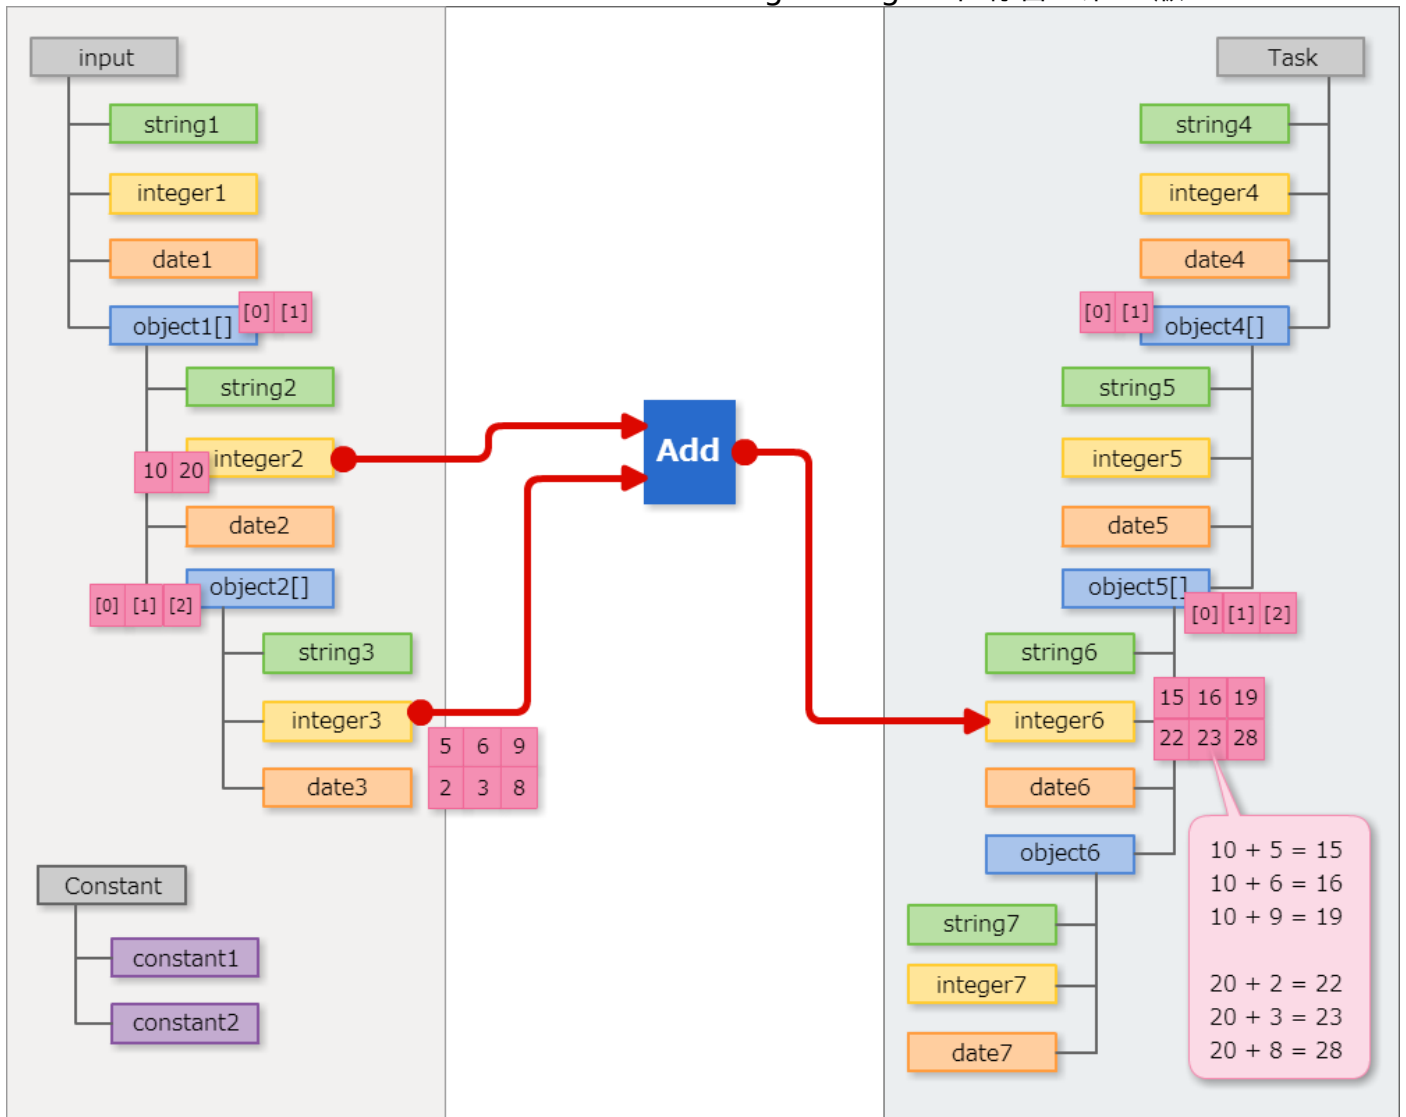 input
string1
integer1
date1
object1[]
[0] [1]
string2
integer2
10 20
date2
object2[]
[0] [1] [2]
string3
integer3
5 6 9
2 3 8
date3
Constant
constant1
constant2
Add
Task
string4
integer4
date4
[0] [1]
object4[]
string5
integer5
date5
object5[]
[0] [1] [2]
string6
integer6
15 16 19
22 23 28
date6
object6
string7
integer7
date7
10 + 5 = 15
10 + 6 = 16
10 + 9 = 19
20 + 2 = 22
20 + 3 = 23
20 + 8 = 28